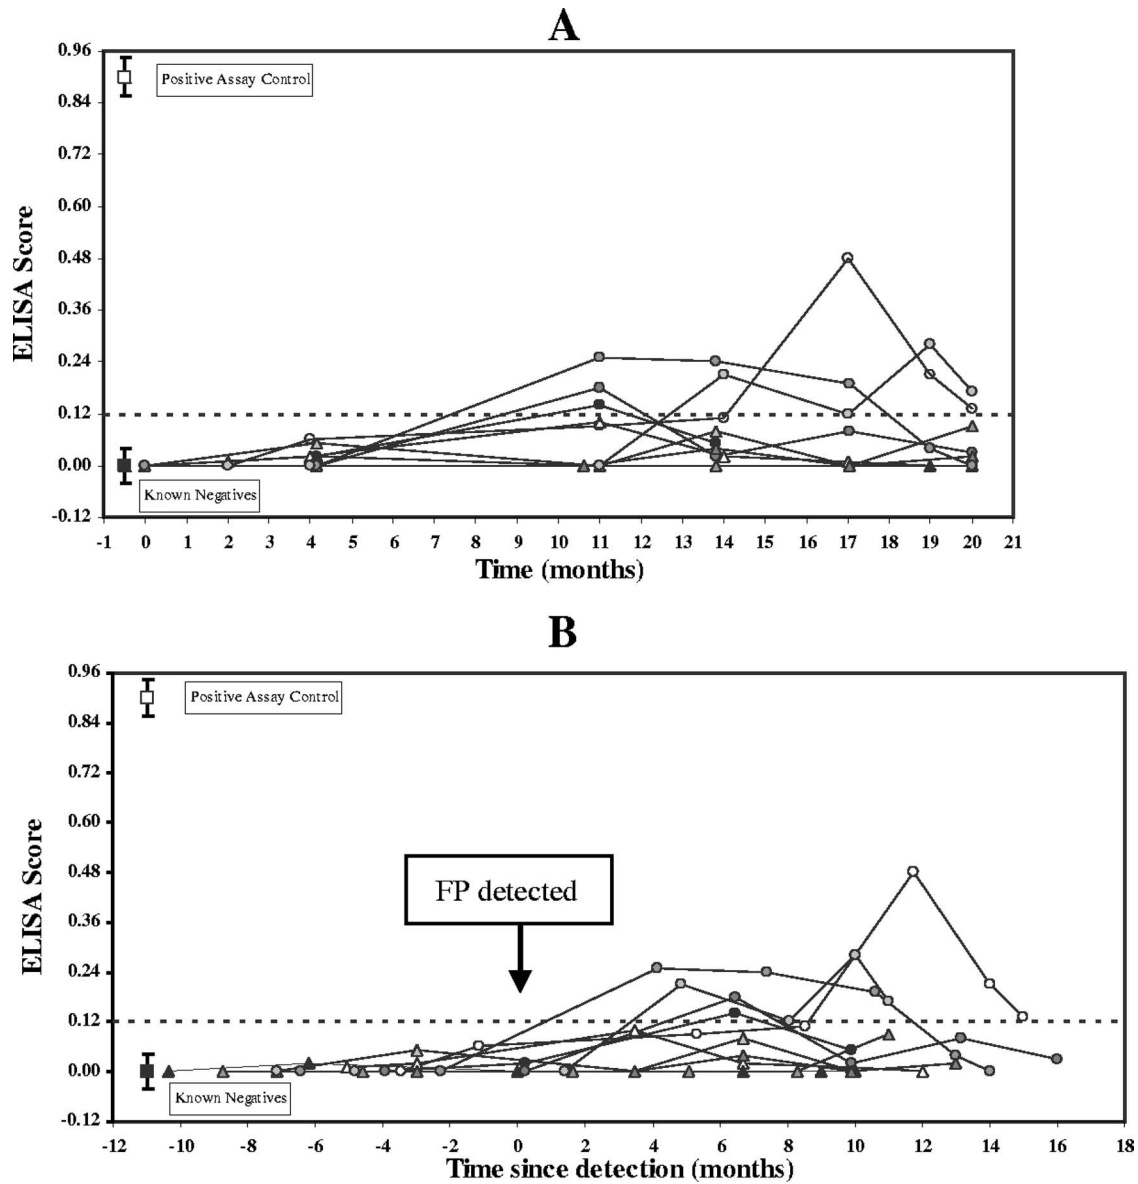 A
0.96
0.84
0.72
0.60
0.48
0.36
0.24
0.12
0.00
-0.12
ELISA Score
Positive Assay Control
Known Negatives
-1 0 1 2 3 4 5 6 7 8 9 10 11 12 13 14 15 16 17 18 19 20 21
Time (months)
B
0.96
0.84
0.72
0.60
0.48
0.36
0.24
0.12
0.00
-0.12
ELISA Score
Positive Assay Control
FP detected
Known Negatives
-12 -10 -8 -6 -4 -2 0 2 4 6 8 10 12 14 16 18
Time since detection (months)